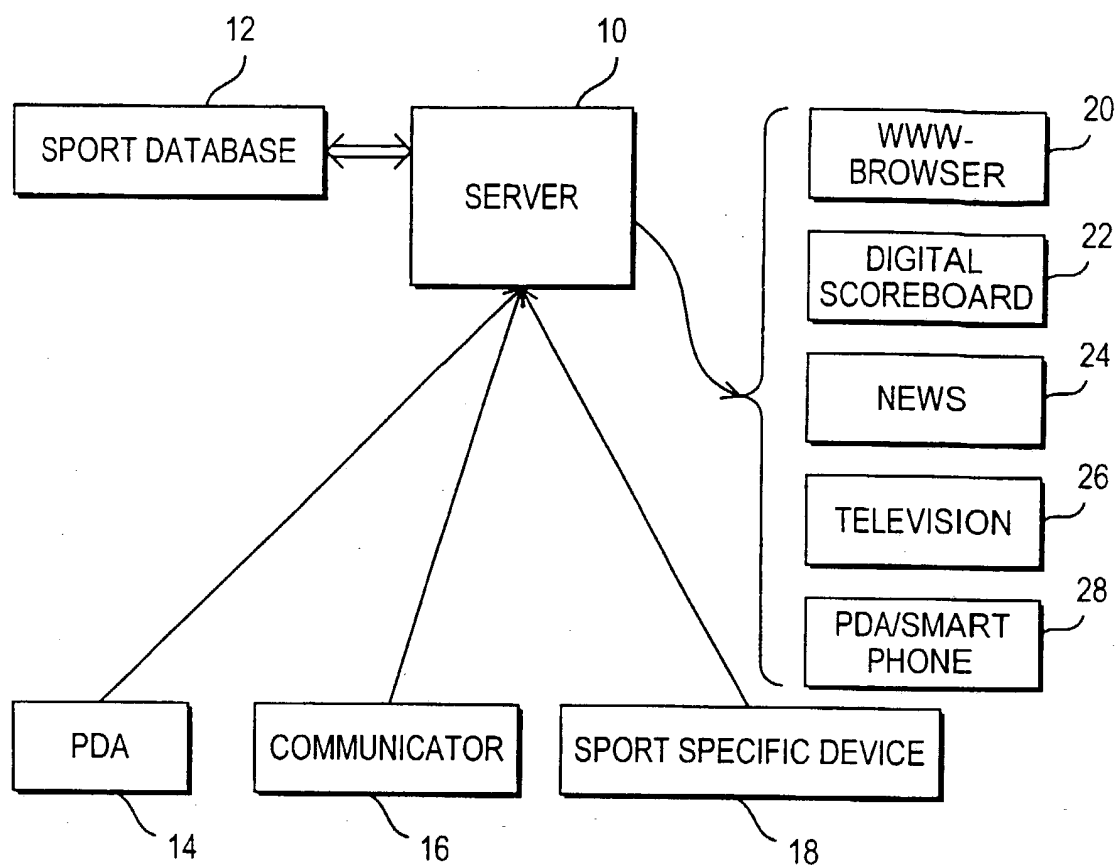 12
10
SPORT DATABASE
SERVER
WWW-
BROWSER
20
DIGITAL
SCOREBOARD
22
NEWS
24
TELEVISION
26
PDA/SMART
PHONE
28
PDA
COMMUNICATOR
SPORT SPECIFIC DEVICE
14
16
18